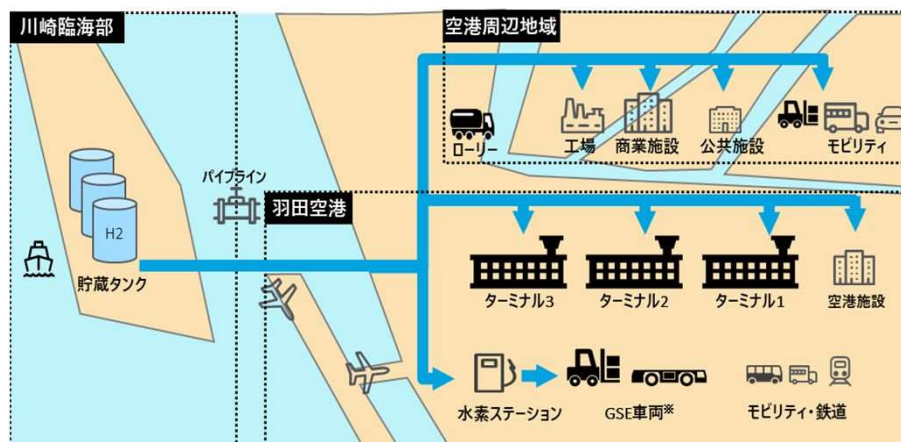 川崎臨海部
空港周辺地域
ローリー
工場
商業施設
公共施設
モビリティ
パイプライン
羽田空港
H2
貯蔵タンク
ターミナル3
ターミナル2
ターミナル1
空港施設
水素ステーション
GSE車両※
モビリティ・鉄道